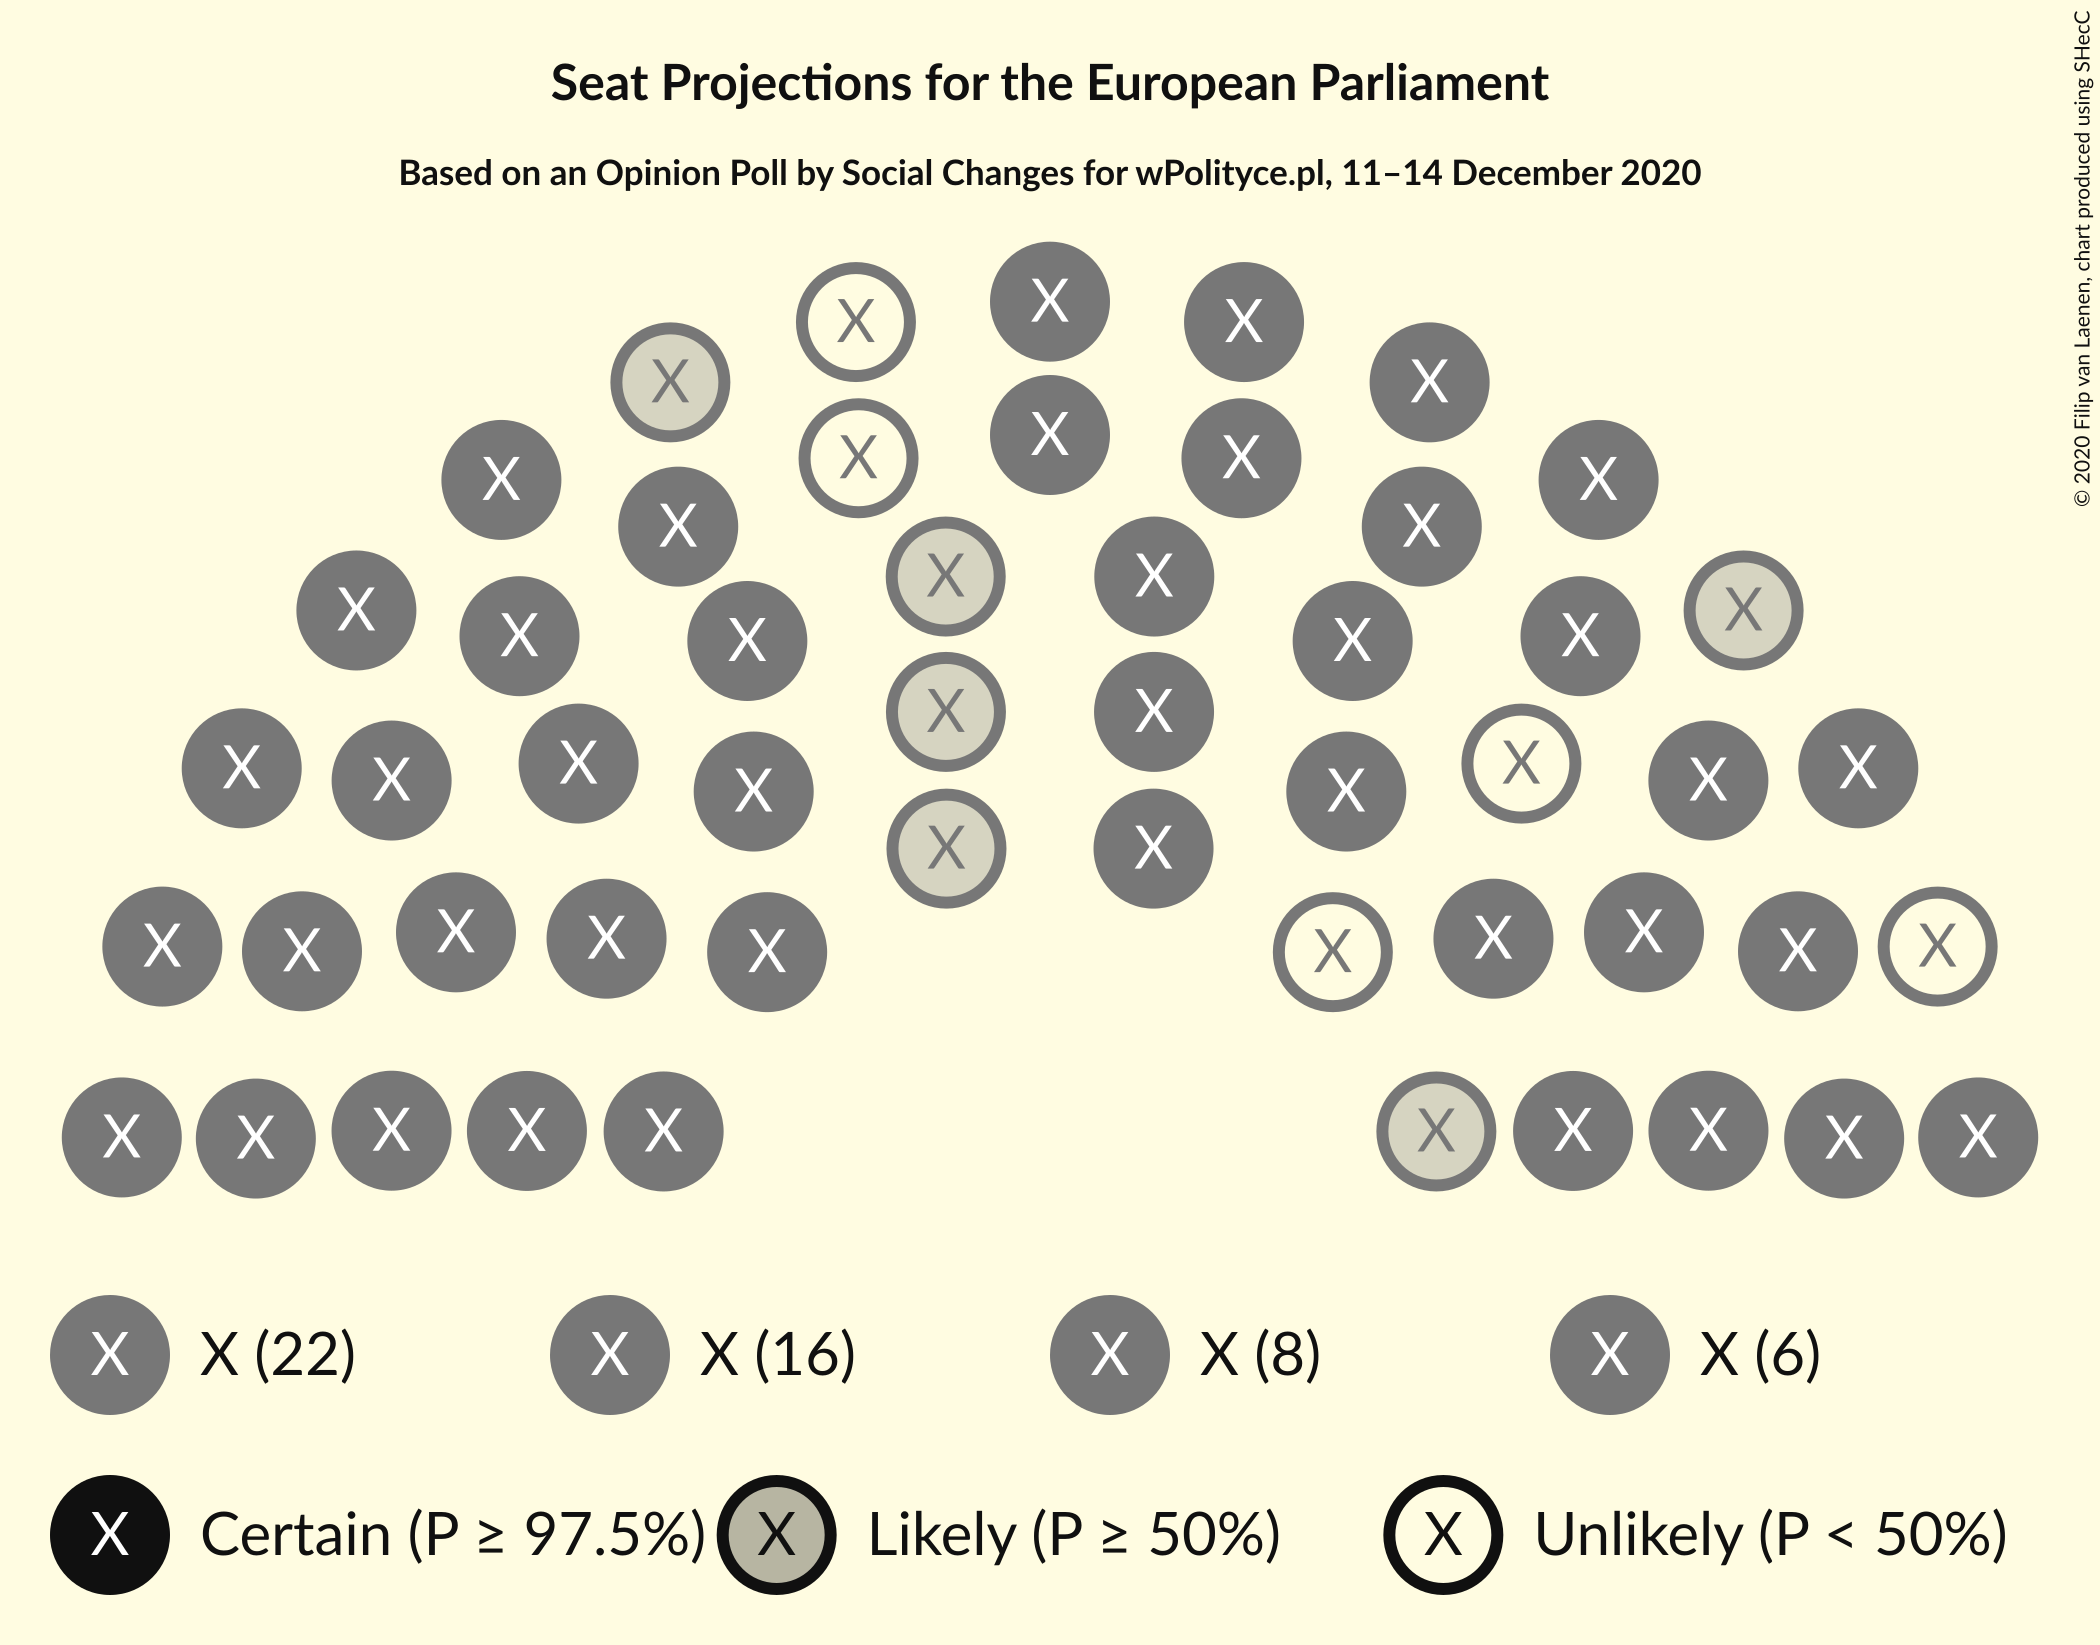 Seat Projections for the European Parliament
Based on an Opinion Poll by Social Changes for wPolityce.pl, 11–14 December 2020
© 2020 Filip van Laenen, chart produced using SHecC
X X X
X X
X X X
X X
X X
X X
X X X X X X
X X
X X X X X X X X
X X
X X X X X X X X X X
X X X X X X X X X X
X X (22) X X (16) X X (8) X X (6)
X Certain (P ≥ 97.5%) X Likely (P ≥ 50%) X Unlikely (P < 50%)